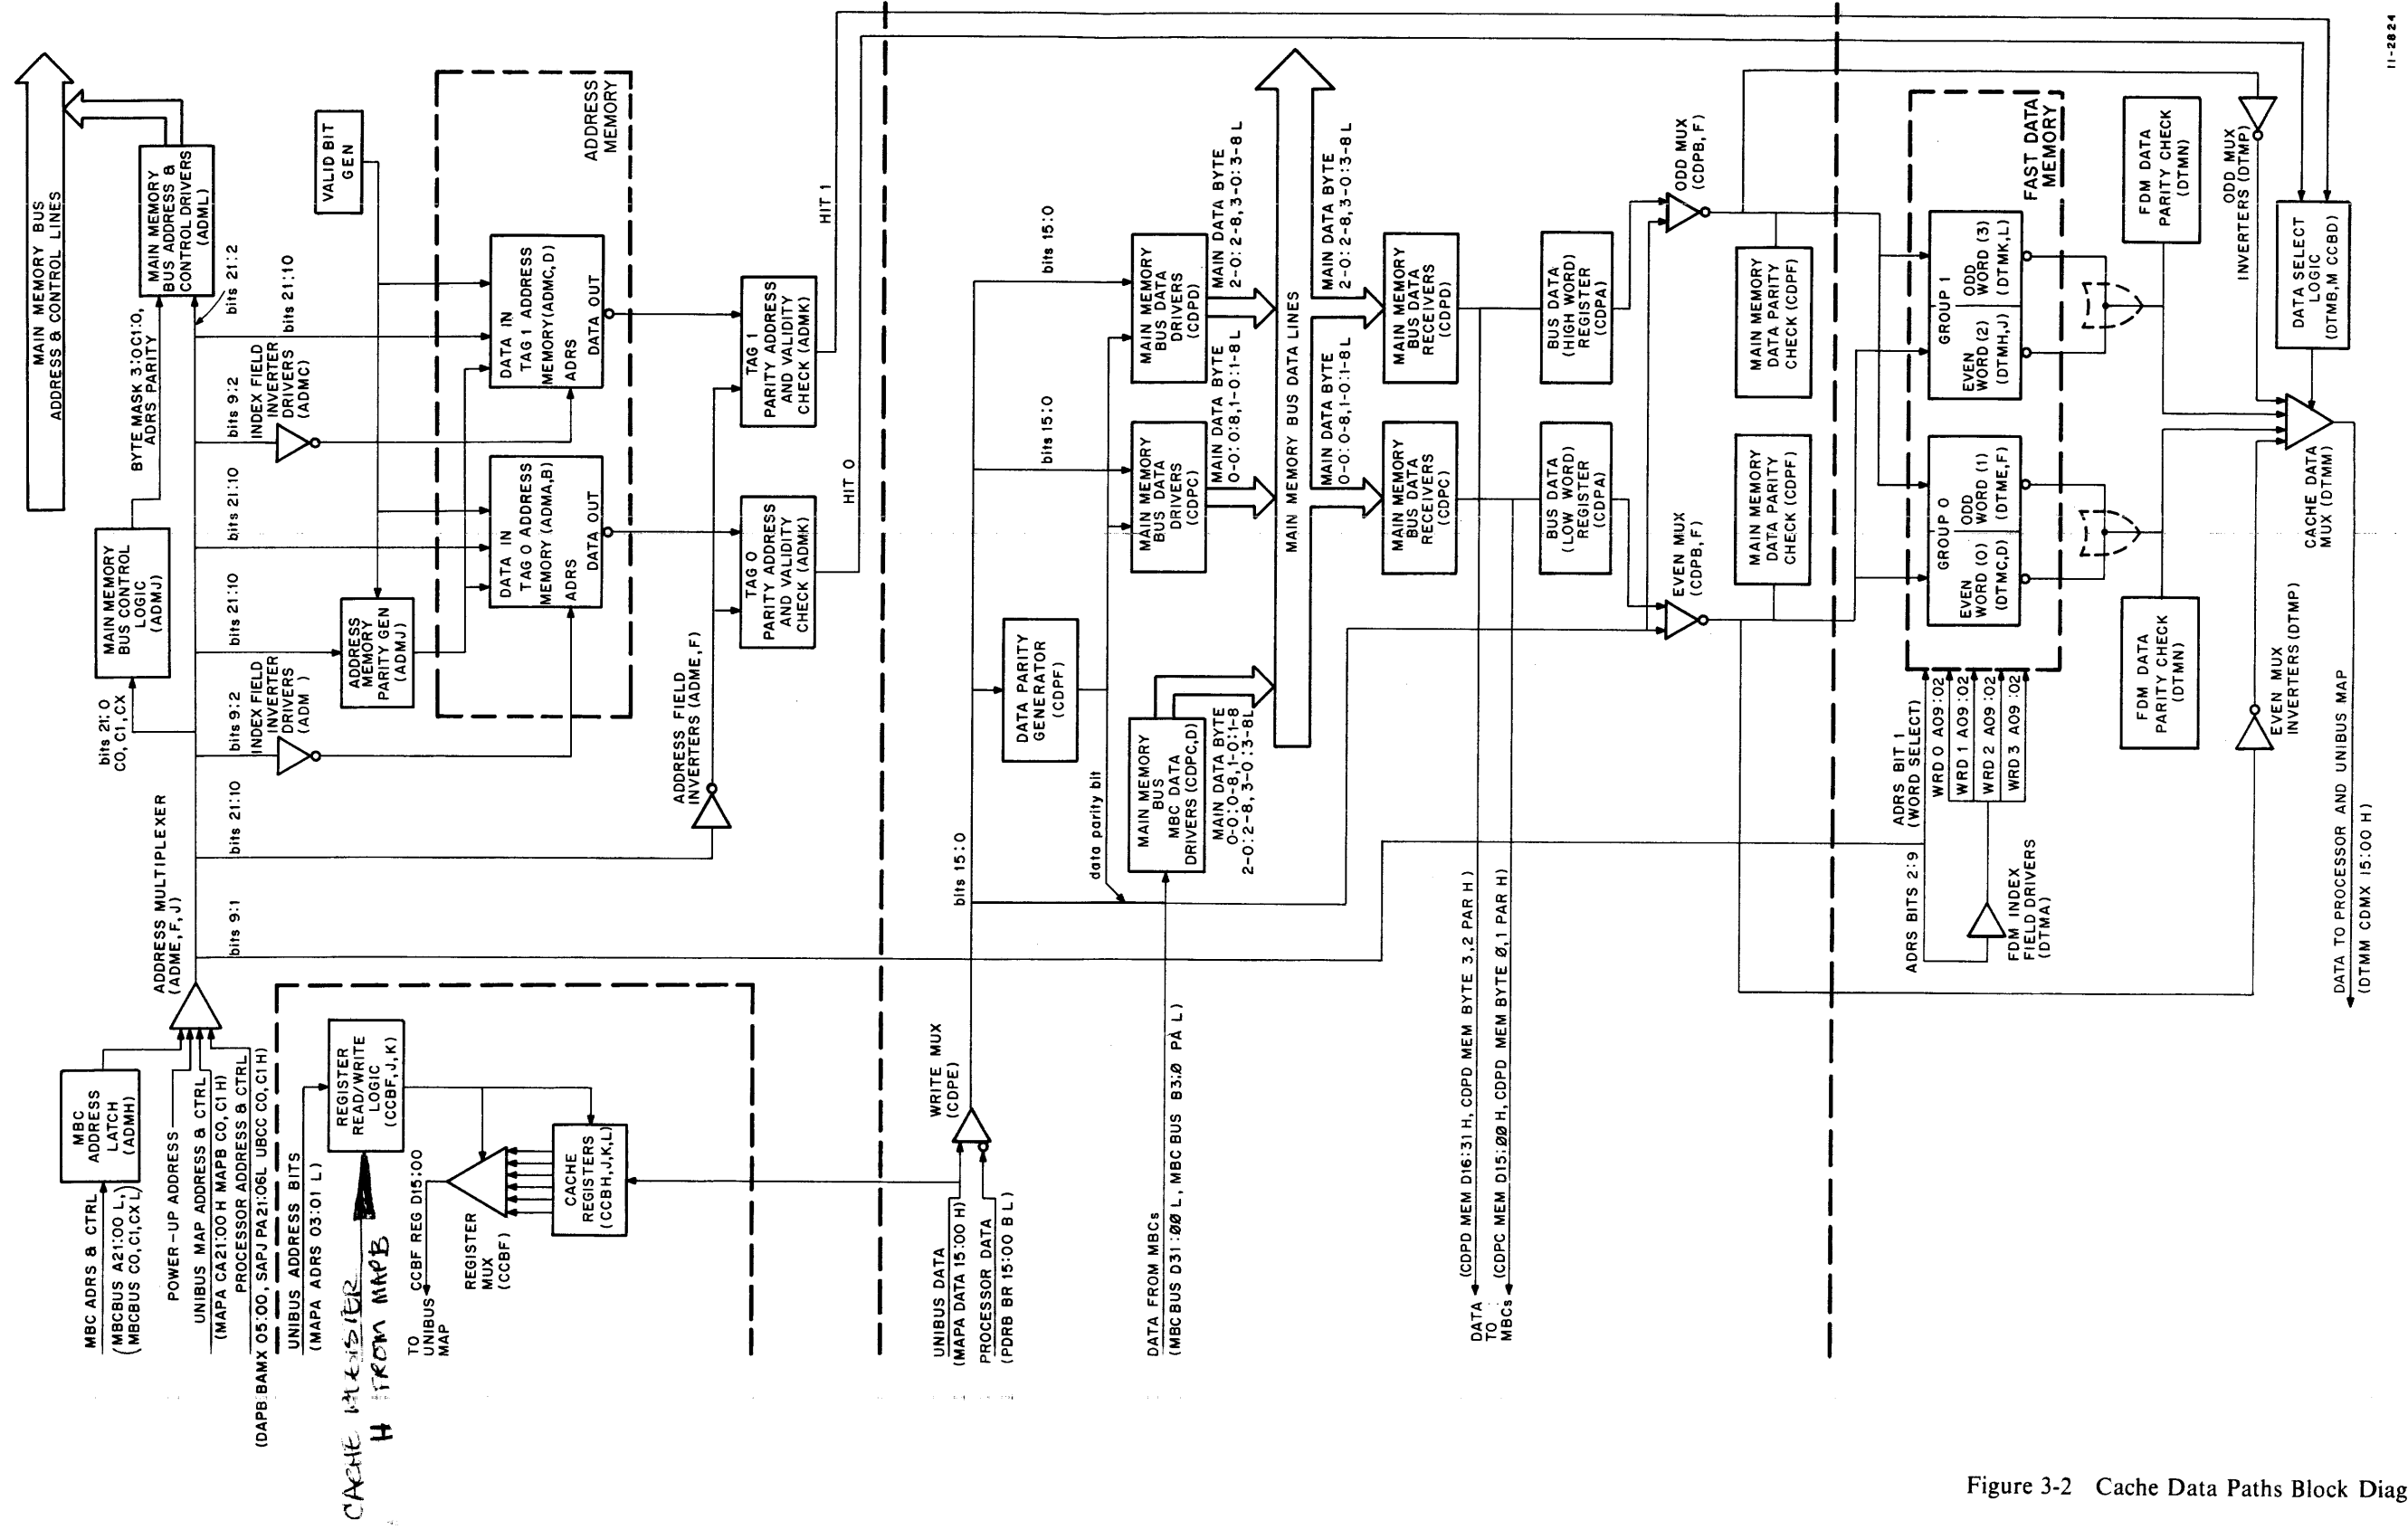 MAIN MEMORY BUS
ADDRESS & CONTROL LINES
MAIN MEMORY
BUS ADDRESS &
CONTROL DRIVERS
(ADML)
BYTE MASK 3:0C1:0,
ADRS PARITY
bits 21:2
MAIN MEMORY
BUS CONTROL
LOGIC
(ADMJ)
bits 21:0
C0, C1, CX
VALID BIT
GEN
ADDRESS
MEMORY
bits 21:10
bits 9:2
INDEX FIELD
INVERTER
DRIVERS
(ADMC)
DATA IN
TAG 1 ADDRESS
MEMORY(ADMC,D)
ADRS
DATA OUT
bits 21:10
DATA IN
TAG 0 ADDRESS
MEMORY (ADMA,B)
ADRS
DATA OUT
bits 21:10
ADDRESS
MEMORY
PARITY GEN
(ADMJ)
bits 9:2
INDEX FIELD
INVERTER
DRIVERS
(ADM )
TAG 1
PARITY ADDRESS
AND VALIDITY
CHECK (ADMK)
HIT 1
TAG 0
PARITY ADDRESS
AND VALIDITY
CHECK (ADMK)
HIT 0
bits 21:10
ADDRESS FIELD
INVERTERS (ADME,F)
bits 9:1
ADDRESS MULTIPLEXER
(ADME,F,J)
MBC
ADDRESS
LATCH
(ADMH)
MBC ADRS & CTRL
(MBCBUS A21:00 L,)
(MBCBUS C0,C1,CX L)
POWER-UP ADDRESS
UNIBUS MAP ADDRESS & CTRL
(MAPA CA21:00 H MAPB C0,C1 H)
PROCESSOR ADDRESS & CTRL
(DAPB BAMX 05:00, SAPJ PA21:06L UBCC C0,C1 H)
UNIBUS ADDRESS BITS
(MAPA ADRS 03:01 L)
REGISTER
READ/WRITE
LOGIC
(CCBF,J,K)
CACHE REGISTER
H FROM MAPB
TO
UNIBUS
MAP
CCBF REG D15:00
REGISTER
MUX
(CCBF)
CACHE
REGISTERS
(CCBH,J,K,L)
WRITE MUX
(CDPE)
UNIBUS DATA
(MAPA DATA 15:00 H)
PROCESSOR DATA
(PDRB BR 15:00 B L)
bits 15:0
bits 15:0
bits 15:0
DATA PARITY
GENERATOR
(CDPF)
data parity bit
MAIN MEMORY
BUS DATA
DRIVERS
(CDPD)
MAIN DATA BYTE
2-0:2-8,3-0:3-8 L
MAIN MEMORY
BUS DATA
DRIVERS
(CDPC)
MAIN DATA BYTE
0-0:0:8,1-0:1-8 L
MAIN MEMORY
BUS
MBC DATA
DRIVERS (CDPC,D)
MAIN DATA BYTE
0-0:0-8,1-0:1-8
2-0:2-8, 3-0:3-8L
DATA FROM MBCs
(MBC BUS D31:00 L, MBC BUS B3:0 PA L)
MAIN MEMORY BUS DATA LINES
MAIN DATA BYTE
2-0:2-8,3-0:3-8L
MAIN DATA BYTE
0-0:0-8,1-0:1-8L
MAIN MEMORY
BUS DATA
RECEIVERS
(CDPD)
MAIN MEMORY
BUS DATA
RECEIVERS
(CDPC)
DATA
TO
MBCs
(CDPD MEM D16:31 H, CDPD MEM BYTE 3,2 PAR H)
(CDPC MEM D15:00 H, CDPD MEM BYTE 0,1 PAR H)
BUS DATA
(HIGH WORD)
REGISTER
(CDPA)
BUS DATA
(LOW WORD)
REGISTER
(CDPA)
ODD MUX
(CDPB,F)
EVEN MUX
(CDPB,F)
MAIN MEMORY
DATA PARITY
CHECK (CDPF)
MAIN MEMORY
DATA PARITY
CHECK (CDPF)
FAST DATA
MEMORY
GROUP 1
EVEN
WORD (2)
(DTMH,J)
ODD
WORD (3)
(DTMK,L)
GROUP 0
EVEN
WORD (0)
(DTMC,D)
ODD
WORD (1)
(DTME,F)
ADRS BIT 1
(WORD SELECT)
WRD 0 A09:02
WRD 1 A09:02
WRD 2 A09:02
WRD 3 A09:02
ADRS BITS 2:9
FDM INDEX
FIELD DRIVERS
(DTMA)
FDM DATA
PARITY CHECK
(DTMN)
FDM DATA
PARITY CHECK
(DTMN)
ODD MUX
INVERTERS (DTMP)
EVEN MUX
INVERTERS (DTMP)
DATA SELECT
LOGIC
(DTMB,M CCBD)
CACHE DATA
MUX (DTMM)
DATA TO PROCESSOR AND UNIBUS MAP
(DTMM CDMX 15:00 H)
11-2824
Figure 3-2 Cache Data Paths Block Diag